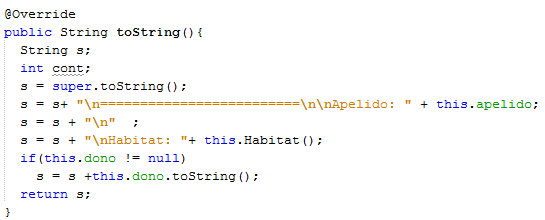 @Override
public String toString(){
String s;
int cont;
s = super.toString();
s = s+ "\n=========================\n\nApelido: " + this.apelido;
s = s + "\n"  ;
s = s + "\nHabitat: "+ this.Habitat();
if(this.dono != null)
s = s +this.dono.toString();
return s;
}